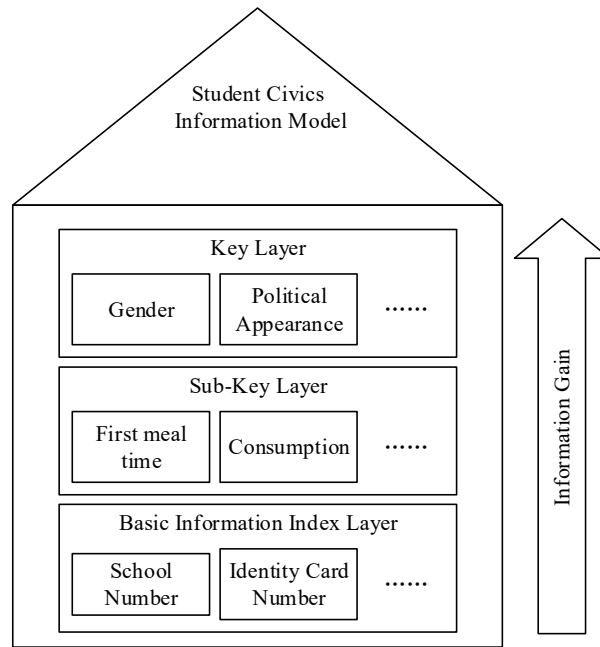 Student Civics
Information Model
Key Layer
Gender
Political
Appearance
......
Sub-Key Layer
First meal
time
Consumption
......
Basic Information Index Layer
School
Number
Identity Card
Number
......
Information Gain